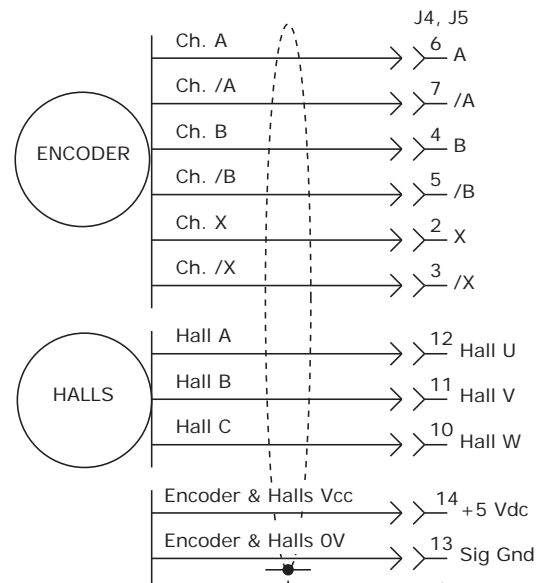 J4, J5
Ch. A 6 A
Ch. /A 7 /A
ENCODER
Ch. B 4 B
Ch. /B 5 /B
Ch. X 2 X
Ch. /X 3 /X
Hall A 12 Hall U
HALLS
Hall B 11 Hall V
Hall C 10 Hall W
Encoder & Halls Vcc 14 +5 Vdc
Encoder & Halls 0V 13 Sig Gnd